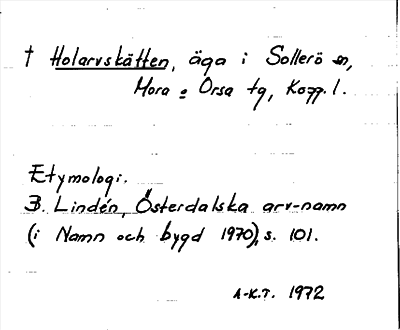 † Holarvskätten, äga i Sollerö sn,
Mora o Orsa tg, Kopp. l.
Etymologi.
B. Lindén, Österdalska arv-namn
(i Namn och bygd 1970), s. 101.
A-K.T. 1972